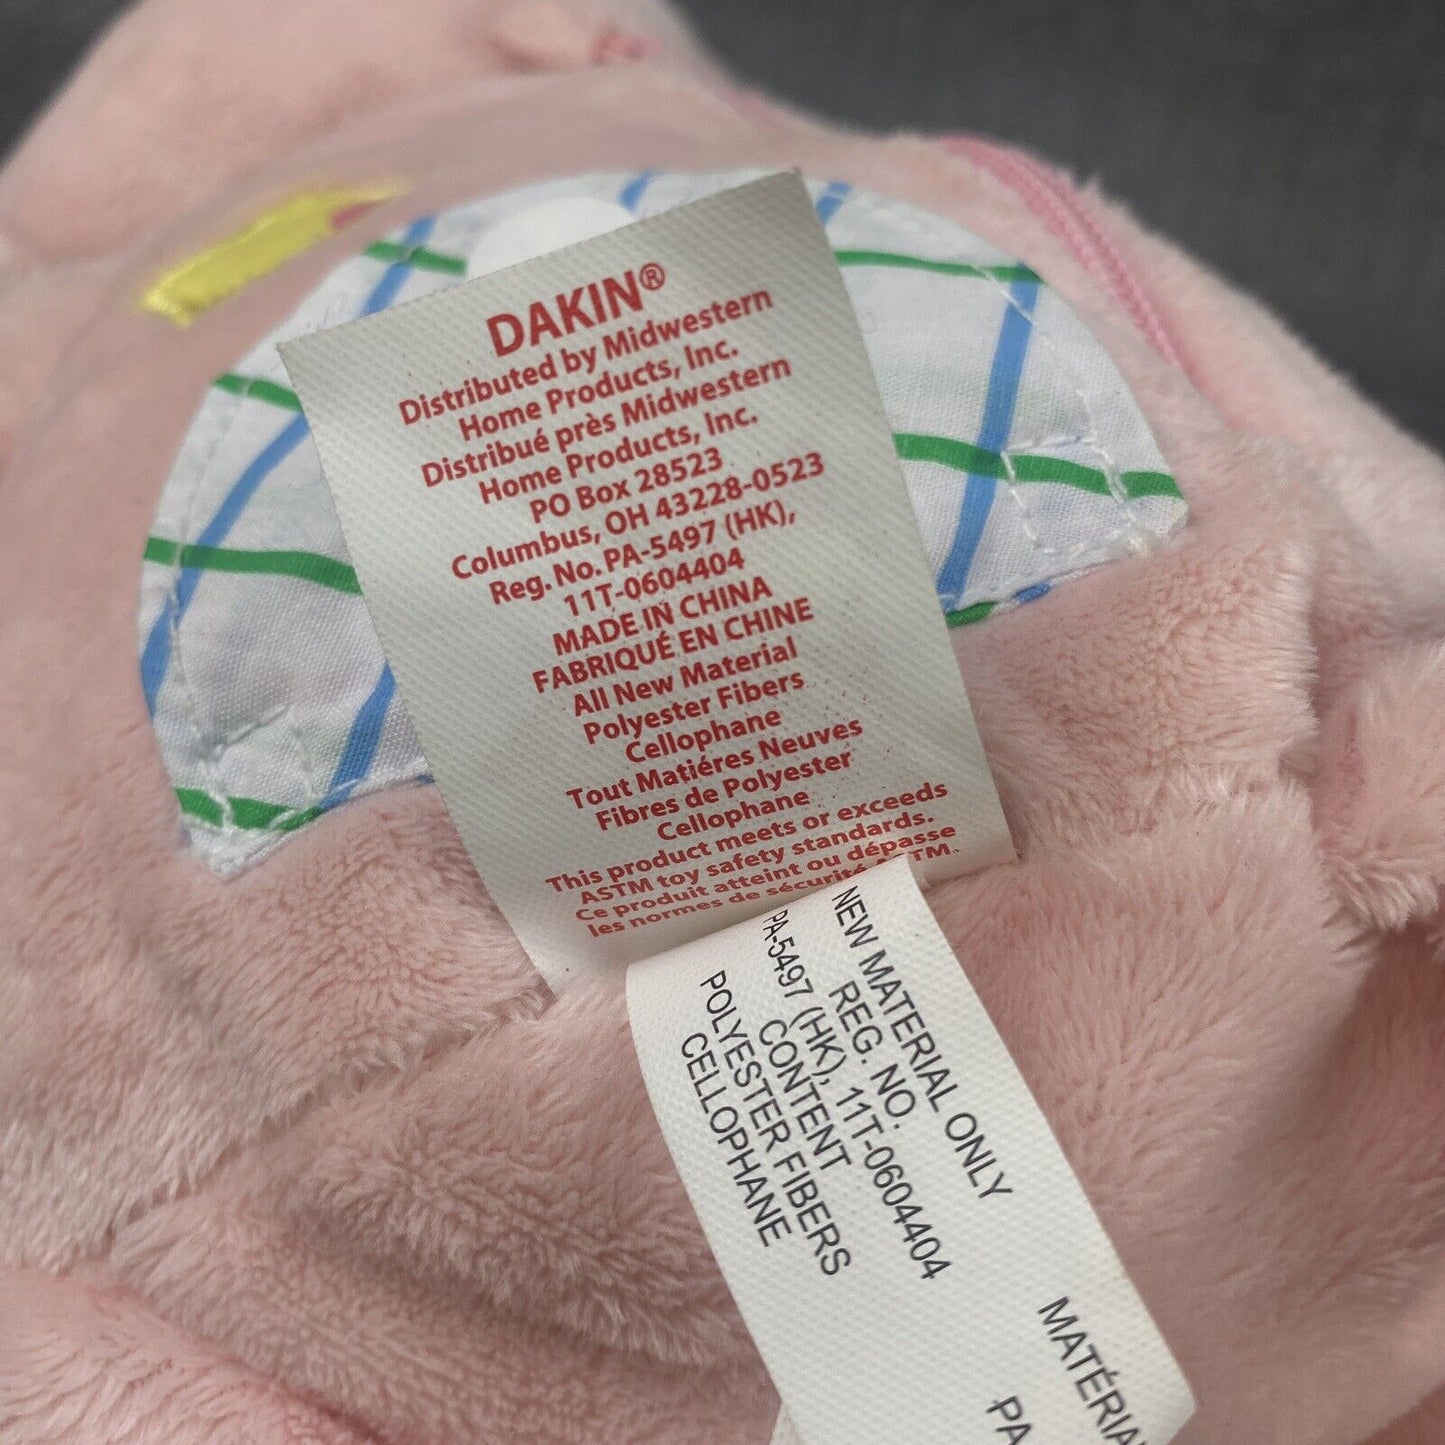 DAKIN®
Distributed by Midwestern
Home Products, Inc.
Distribué près Midwestern
Home Products, Inc.
PO Box 28523
Columbus, OH 43228-0523
Reg. No. PA-5497 (HK),
11T-0604404
MADE IN CHINA
FABRIQUÉ EN CHINE
All New Material
Polyester Fibers
Cellophane
Tout Matiéres Neuves
Fibres de Polyester
Cellophane
This product meets or exceeds
ASTM toy safety standards.
Ce produit atteint ou dépasse
les normes de sécurité ASTM.
NEW MATERIAL ONLY
REG. NO.
PA-5497 (HK), 11T-0604404
CONTENT
POLYESTER FIBERS
CELLOPHANE
MATÉRIA
PA